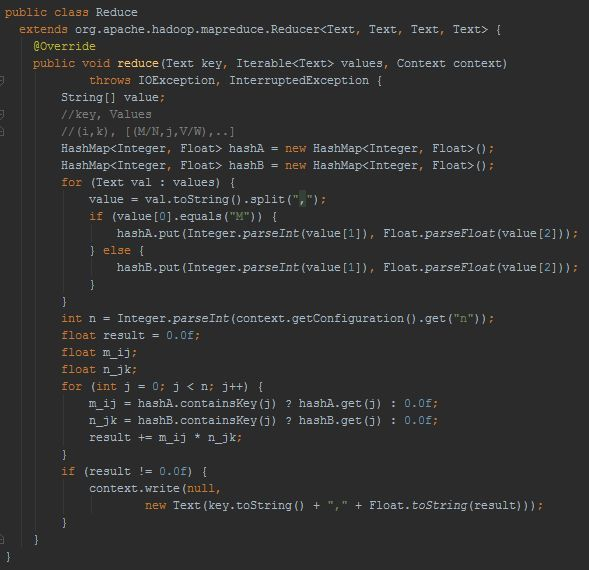 public class Reduce
  extends org.apache.hadoop.mapreduce.Reducer<Text, Text, Text, Text> {
    @Override
    public void reduce(Text key, Iterable<Text> values, Context context)
            throws IOException, InterruptedException {
        String[] value;
        //key, Values
        //(i,k), [(M/N,j,V/W),..]
        HashMap<Integer, Float> hashA = new HashMap<Integer, Float>();
        HashMap<Integer, Float> hashB = new HashMap<Integer, Float>();
        for (Text val : values) {
            value = val.toString().split(",");
            if (value[0].equals("M")) {
                hashA.put(Integer.parseInt(value[1]), Float.parseFloat(value[2]));
            } else {
                hashB.put(Integer.parseInt(value[1]), Float.parseFloat(value[2]));
            }
        }
        int n = Integer.parseInt(context.getConfiguration().get("n"));
        float result = 0.0f;
        float m_ij;
        float n_jk;
        for (int j = 0; j < n; j++) {
            m_ij = hashA.containsKey(j) ? hashA.get(j) : 0.0f;
            n_jk = hashB.containsKey(j) ? hashB.get(j) : 0.0f;
            result += m_ij * n_jk;
        }
        if (result != 0.0f) {
            context.write(null,
                    new Text(key.toString() + "," + Float.toString(result)));
        }
    }
}